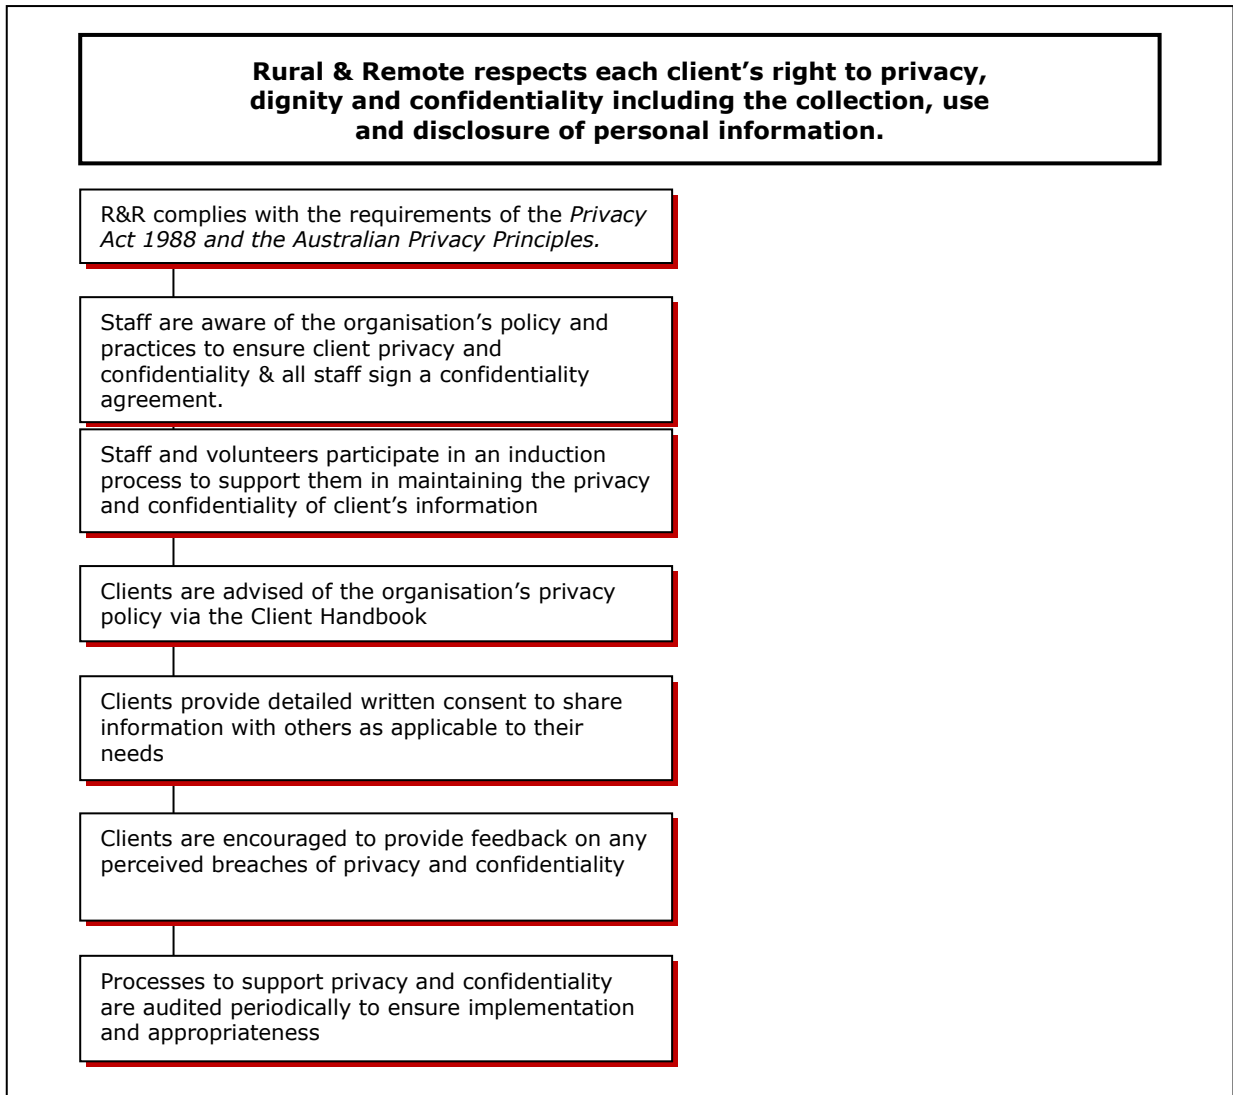 Rural & Remote respects each client’s right to privacy,
dignity and confidentiality including the collection, use
and disclosure of personal information.
R&R complies with the requirements of the Privacy
Act 1988 and the Australian Privacy Principles.
Staff are aware of the organisation’s policy and
practices to ensure client privacy and
confidentiality & all staff sign a confidentiality
agreement.
Staff and volunteers participate in an induction
process to support them in maintaining the privacy
and confidentiality of client’s information
Clients are advised of the organisation’s privacy
policy via the Client Handbook
Clients provide detailed written consent to share
information with others as applicable to their
needs
Clients are encouraged to provide feedback on any
perceived breaches of privacy and confidentiality
Processes to support privacy and confidentiality
are audited periodically to ensure implementation
and appropriateness